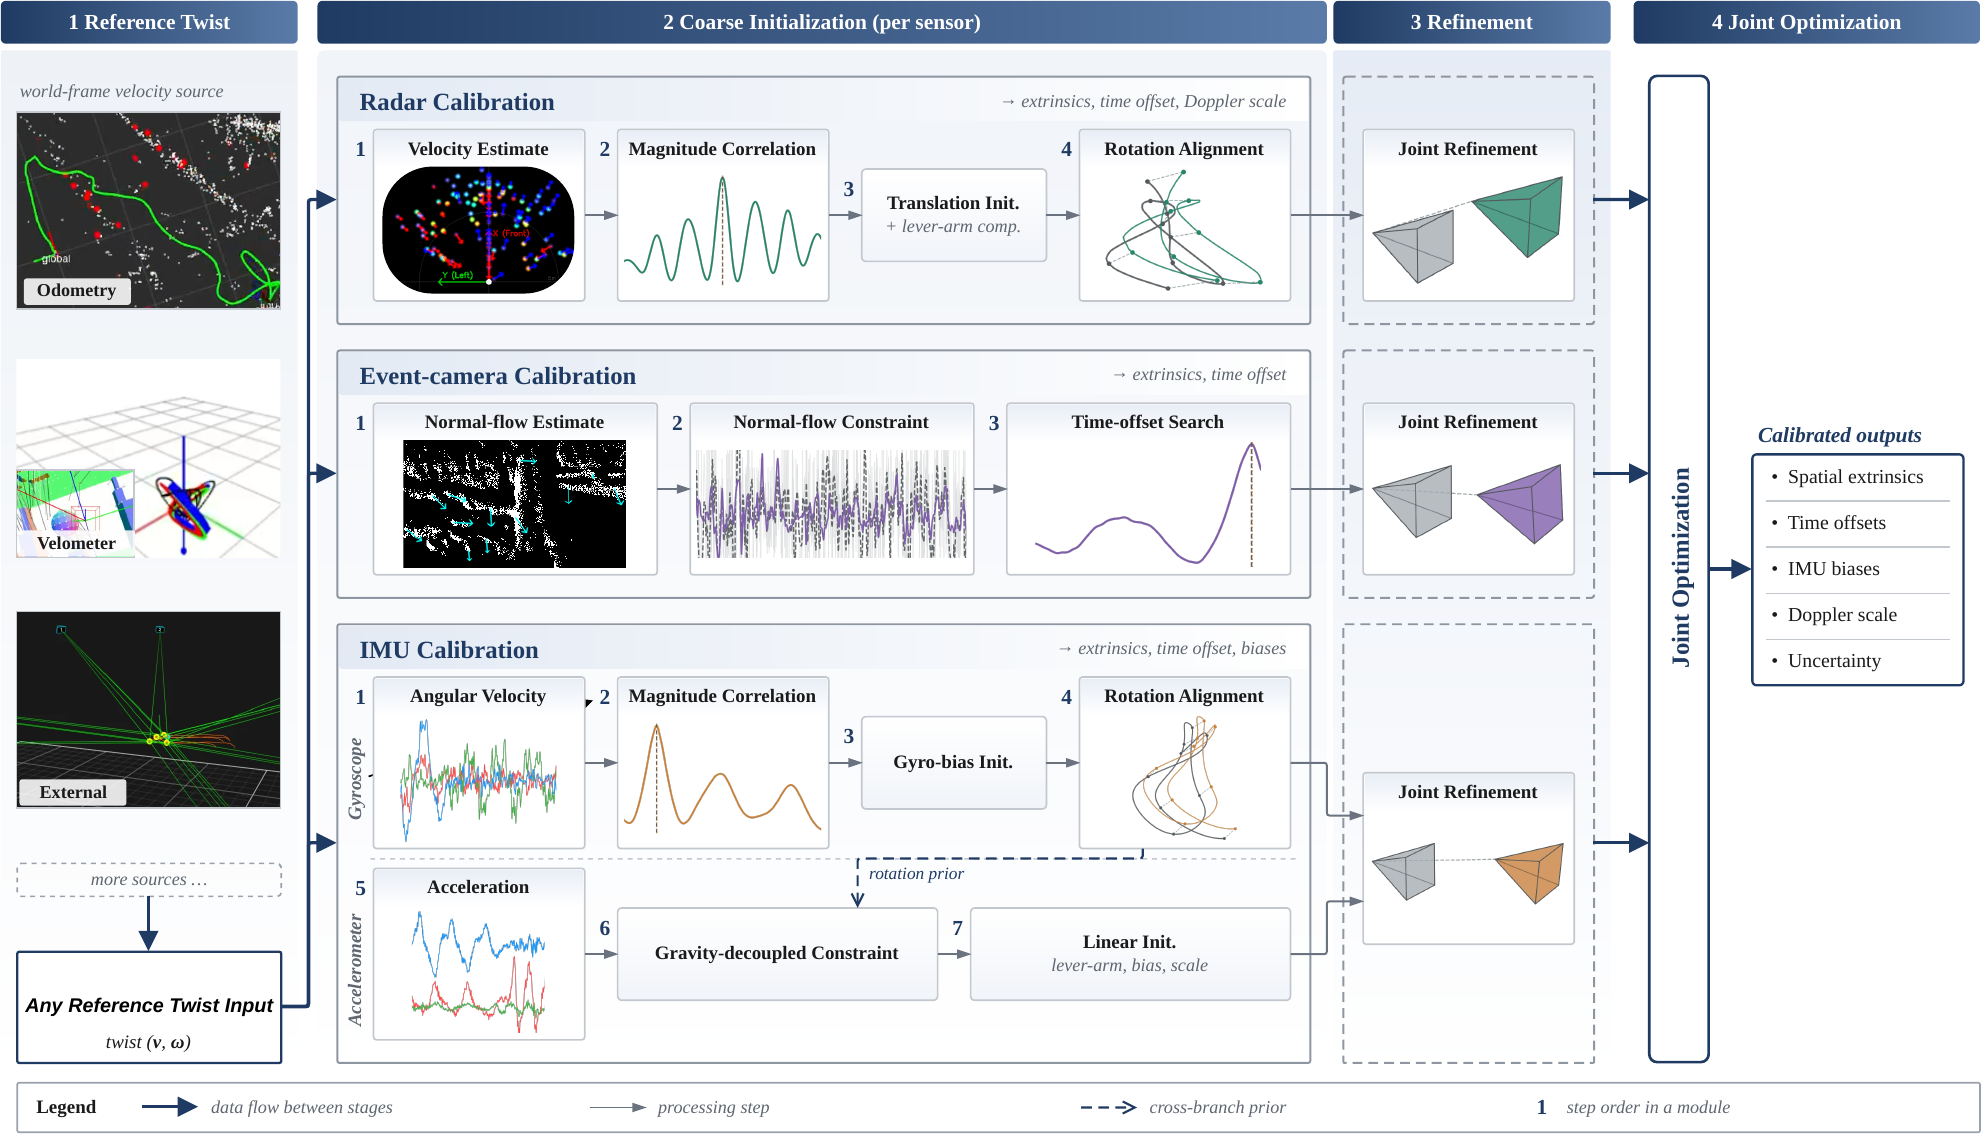 1 Reference Twist
2 Coarse Initialization (per sensor)
3 Refinement
4 Joint Optimization
world-frame velocity source
global
Odometry
Velometer
External
more sources …
Any Reference Twist Input
twist (v, ω)
Radar Calibration
→ extrinsics, time offset, Doppler scale
1
Velocity Estimate
X (Front)
Y (Left)
2
Magnitude Correlation
3
Translation Init.
+ lever-arm comp.
4
Rotation Alignment
Joint Refinement
Event-camera Calibration
→ extrinsics, time offset
1
Normal-flow Estimate
2
Normal-flow Constraint
3
Time-offset Search
Joint Refinement
IMU Calibration
→ extrinsics, time offset, biases
Gyroscope
1
Angular Velocity
2
Magnitude Correlation
3
Gyro-bias Init.
4
Rotation Alignment
rotation prior
Accelerometer
5
Acceleration
6
Gravity-decoupled Constraint
7
Linear Init.
lever-arm, bias, scale
Joint Refinement
Joint Optimization
Calibrated outputs
• Spatial extrinsics
• Time offsets
• IMU biases
• Doppler scale
• Uncertainty
Legend
data flow between stages
processing step
cross-branch prior
1 step order in a module